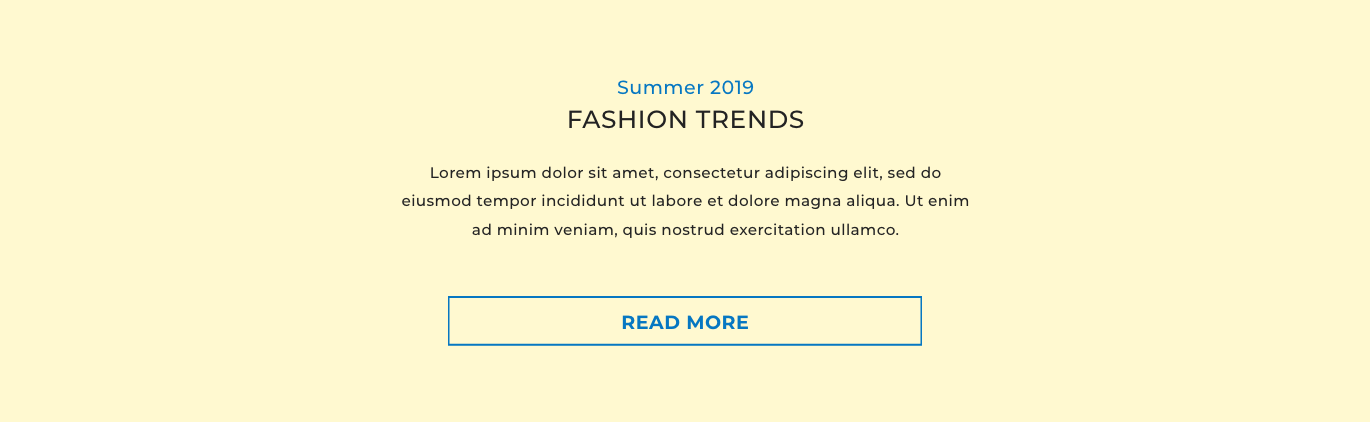 Summer 2019
FASHION TRENDS
Lorem ipsum dolor sit amet, consectetur adipiscing elit, sed do
eiusmod tempor incididunt ut labore et dolore magna aliqua. Ut enim
ad minim veniam, quis nostrud exercitation ullamco.
READ MORE